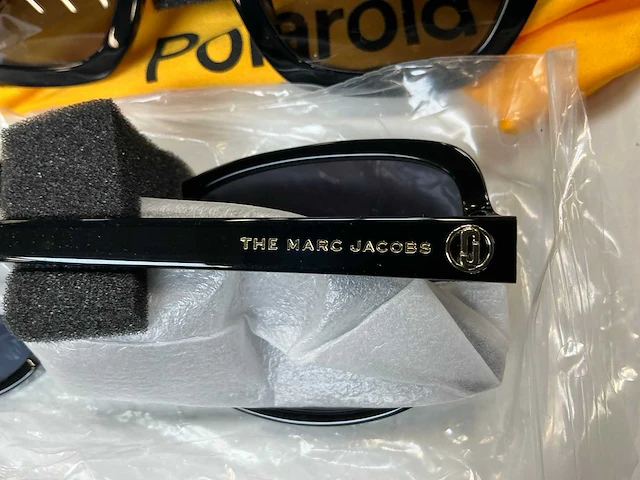 Polaroid
THE MARC JACOBS